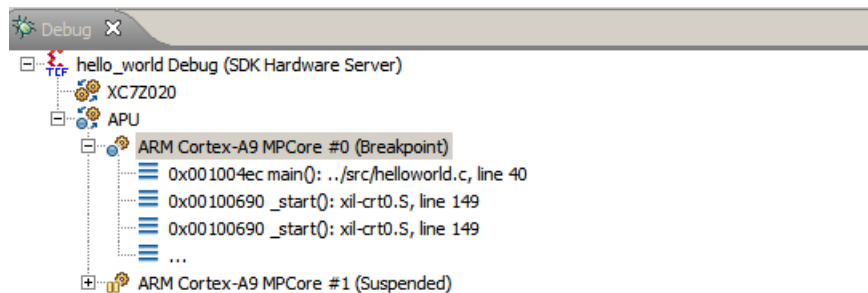 Debug
TCF hello_world Debug (SDK Hardware Server)
XC7Z020
APU
ARM Cortex-A9 MPCore #0 (Breakpoint)
0x001004ec main(): ../src/helloworld.c, line 40
0x00100690 _start(): xil-crt0.S, line 149
0x00100690 _start(): xil-crt0.S, line 149
...
ARM Cortex-A9 MPCore #1 (Suspended)